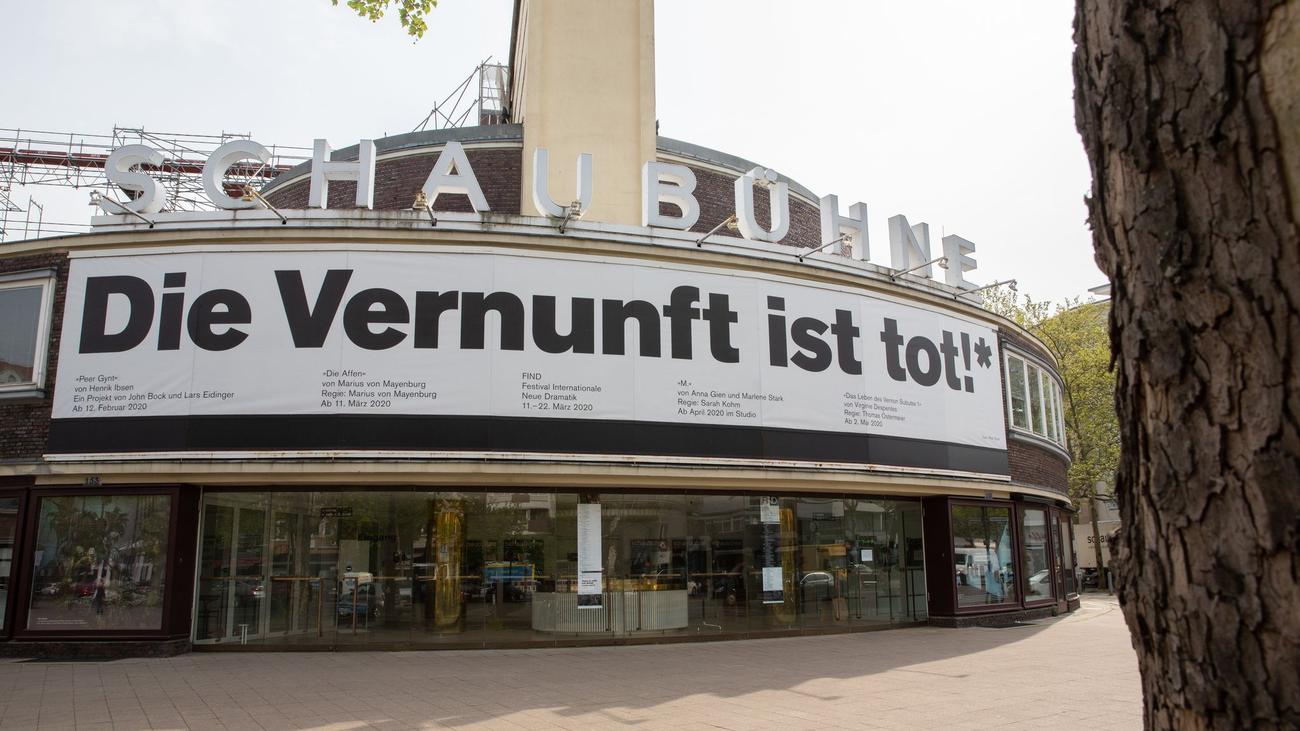 SCHAUBÜHNE
Die Vernunft ist tot!*
»Peer Gynt«
von Henrik Ibsen
Ein Projekt von John Bock und Lars Eidinger
Ab 12. Februar 2020
»Die Affen«
von Marius von Mayenburg
Regie: Marius von Mayenburg
Ab 11. März 2020
FIND
Festival Internationale
Neue Dramatik
11.–22. März 2020
»M.«
von Anna Gien und Marlene Stark
Regie: Sarah Kohm
Ab April 2020 im Studio
»Das Leben des Vernon Subutex 1«
von Virginie Despentes
Regie: Thomas Ostermeier
Ab 2. Mai 2020
153
Eingang
FIND